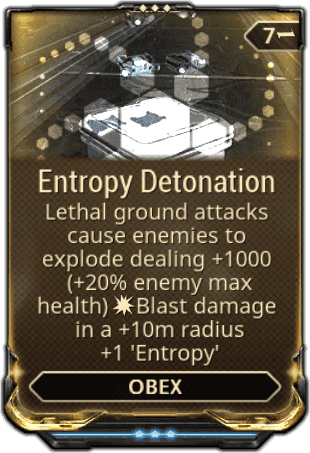 7
Entropy Detonation
Lethal ground attacks
cause enemies to
explode dealing +1000
(+20% enemy max
health) Blast damage
in a +10m radius
+1 'Entropy'
OBEX